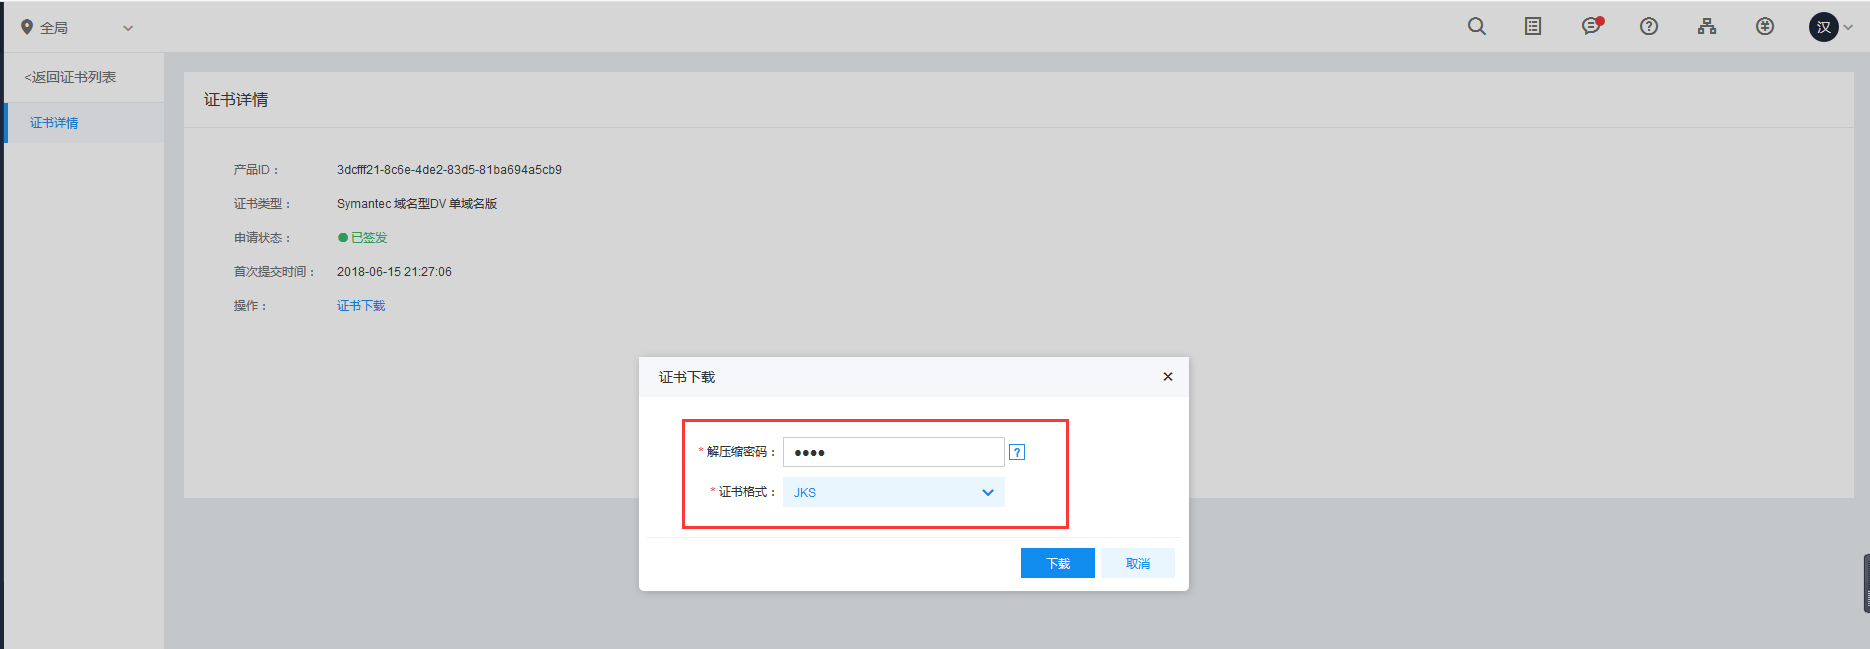 全局
汉
<返回证书列表
证书详情
证书详情
产品ID：
3dcfff21-8c6e-4de2-83d5-81ba694a5cb9
证书类型：
Symantec 域名型DV 单域名版
申请状态：
已签发
首次提交时间：
2018-06-15 21:27:06
操作：
证书下载
证书下载
×
* 解压缩密码：
••••
?
* 证书格式：
JKS
下载
取消